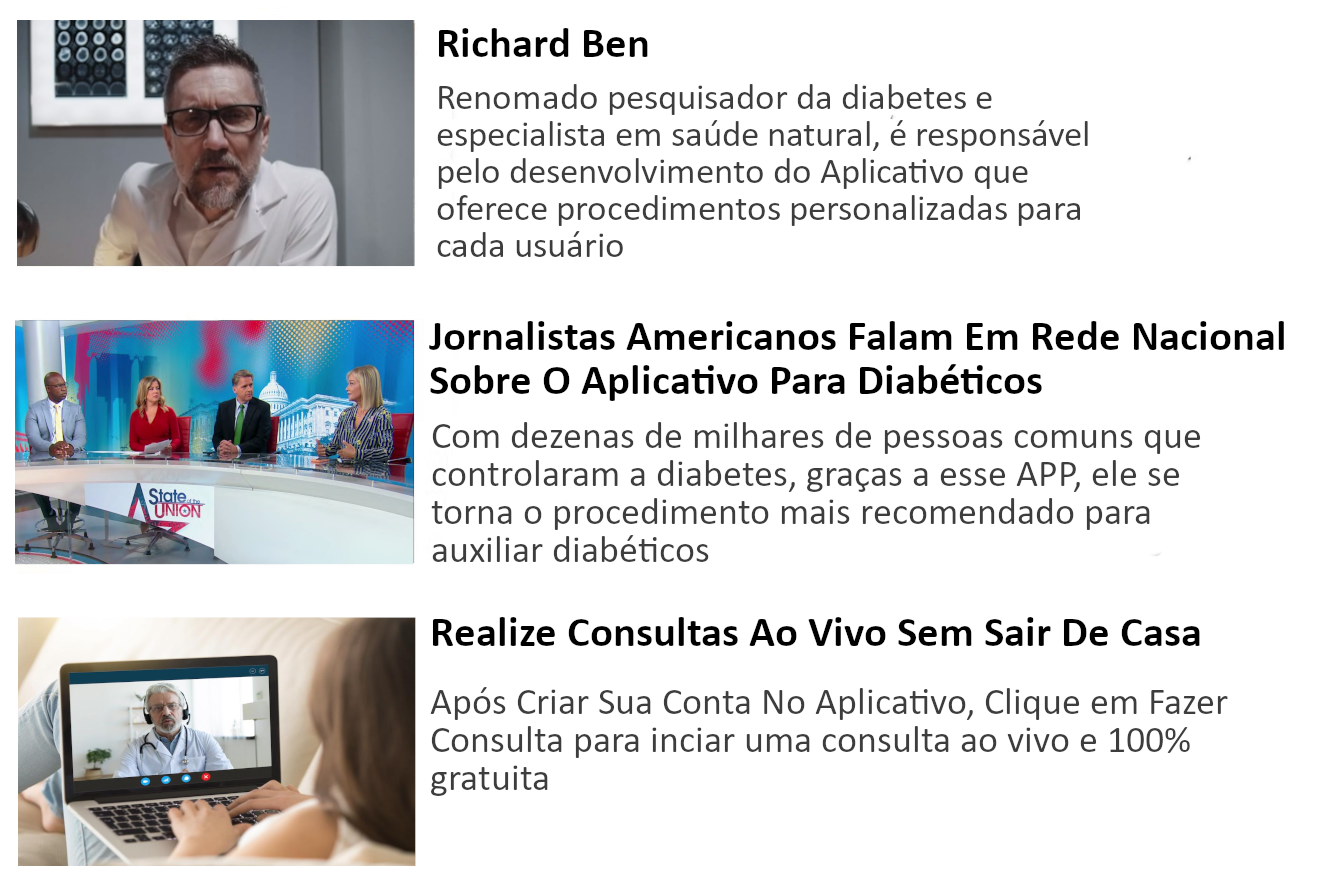 Richard Ben
Renomado pesquisador da diabetes e
especialista em saúde natural, é responsável
pelo desenvolvimento do Aplicativo que
oferece procedimentos personalizadas para
cada usuário
Jornalistas Americanos Falam Em Rede Nacional
Sobre O Aplicativo Para Diabéticos
Com dezenas de milhares de pessoas comuns que
controlaram a diabetes, graças a esse APP, ele se
torna o procedimento mais recomendado para
auxiliar diabéticos
State of the
UNION
Realize Consultas Ao Vivo Sem Sair De Casa
Após Criar Sua Conta No Aplicativo, Clique em Fazer
Consulta para inciar uma consulta ao vivo e 100%
gratuita